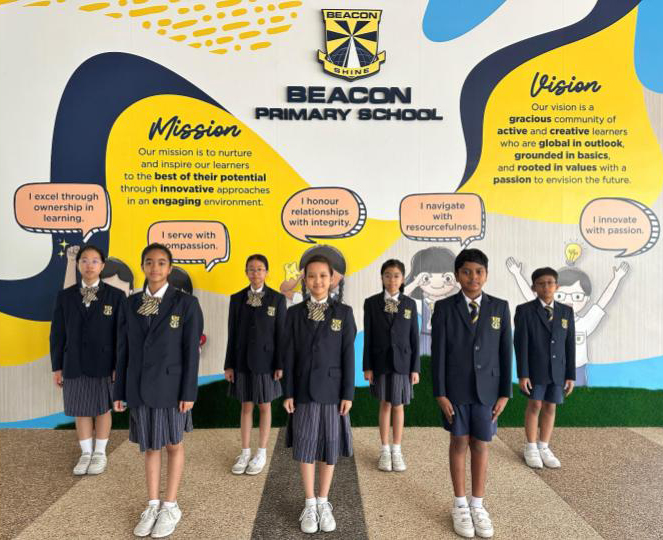 BEACON
SHINE
BEACON
PRIMARY SCHOOL
Mission
Our mission is to nurture
and inspire our learners
to the best of their potential
through innovative approaches
in an engaging environment.
Vision
Our vision is a
gracious community of
active and creative learners
who are global in outlook,
grounded in basics,
and rooted in values with a
passion to envision the future.
I excel through
ownership in
learning.
I serve with
compassion.
I honour
relationships
with integrity.
I navigate
with
resourcefulness.
I innovate
with passion.